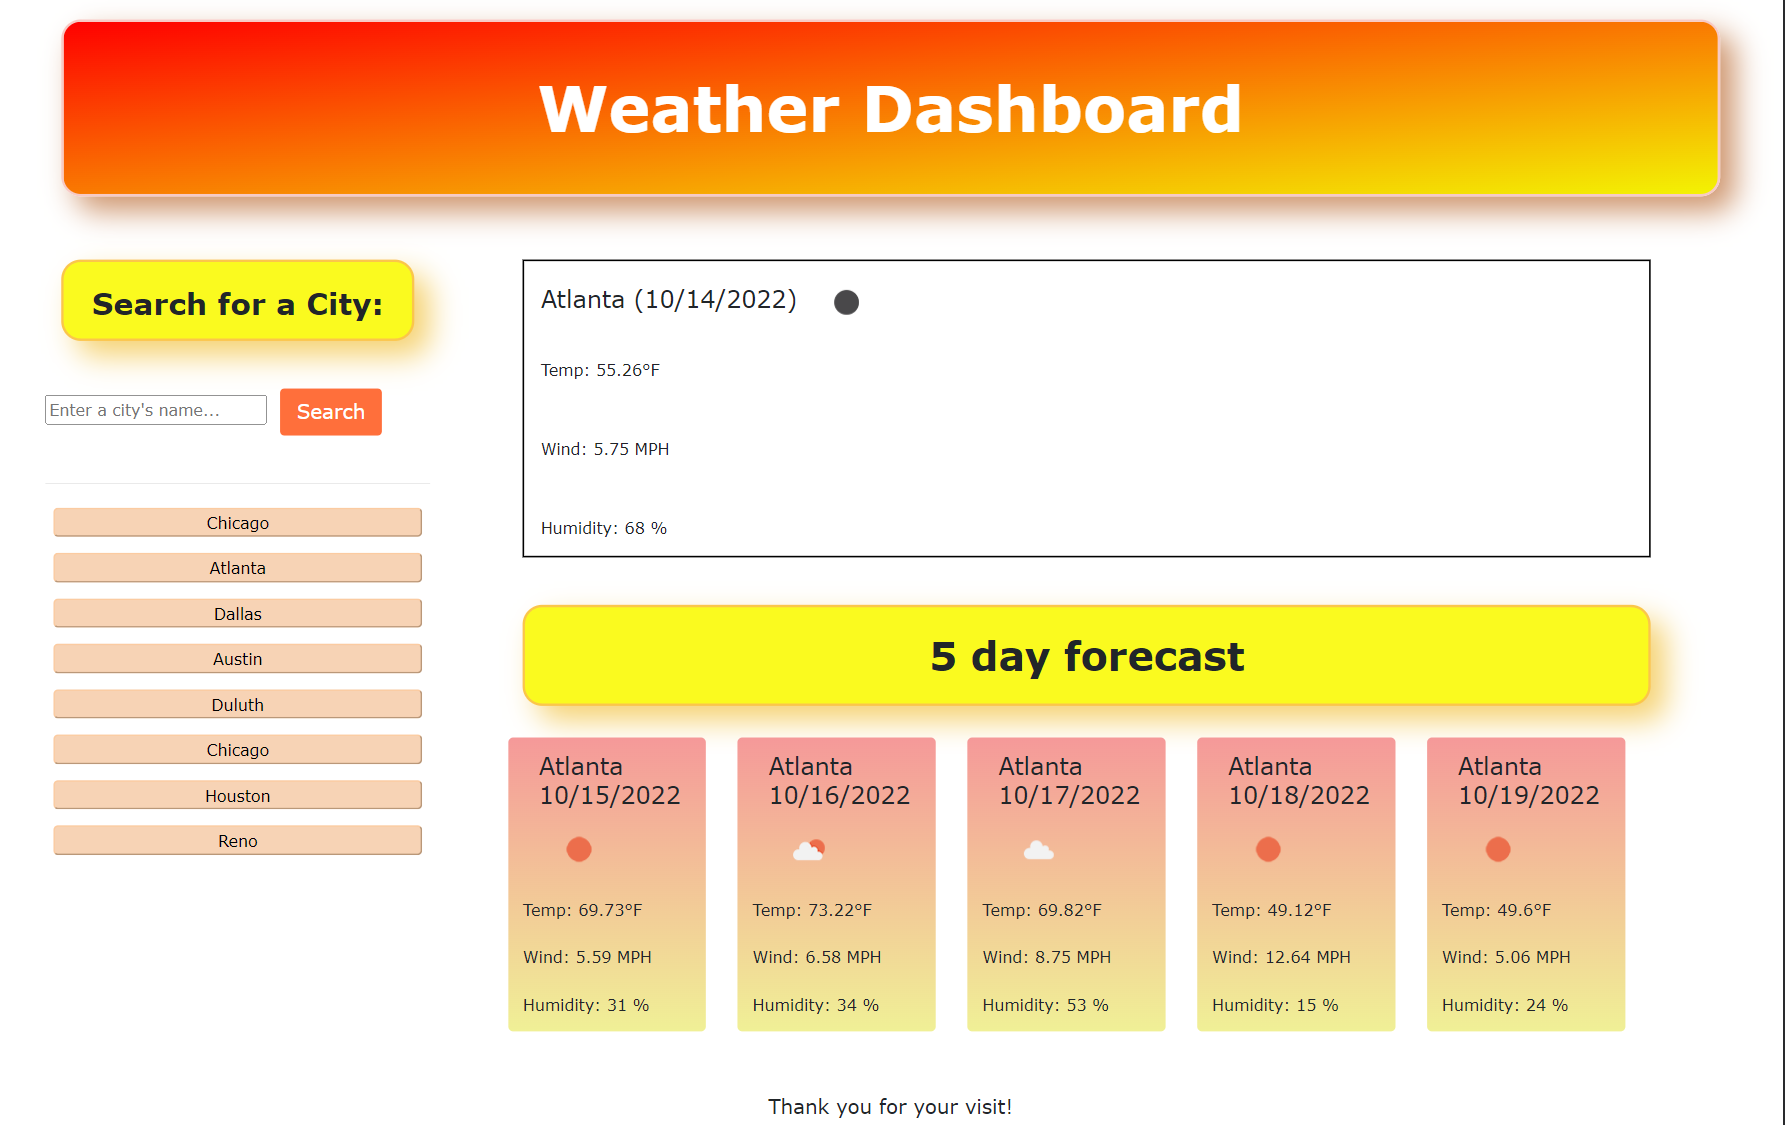 Weather Dashboard
Search for a City:
Enter a city's name...
Search
Chicago
Atlanta
Dallas
Austin
Duluth
Chicago
Houston
Reno
Atlanta (10/14/2022)
Temp: 55.26°F
Wind: 5.75 MPH
Humidity: 68 %
5 day forecast
Atlanta
10/15/2022
Temp: 69.73°F
Wind: 5.59 MPH
Humidity: 31 %
Atlanta
10/16/2022
Temp: 73.22°F
Wind: 6.58 MPH
Humidity: 34 %
Atlanta
10/17/2022
Temp: 69.82°F
Wind: 8.75 MPH
Humidity: 53 %
Atlanta
10/18/2022
Temp: 49.12°F
Wind: 12.64 MPH
Humidity: 15 %
Atlanta
10/19/2022
Temp: 49.6°F
Wind: 5.06 MPH
Humidity: 24 %
Thank you for your visit!